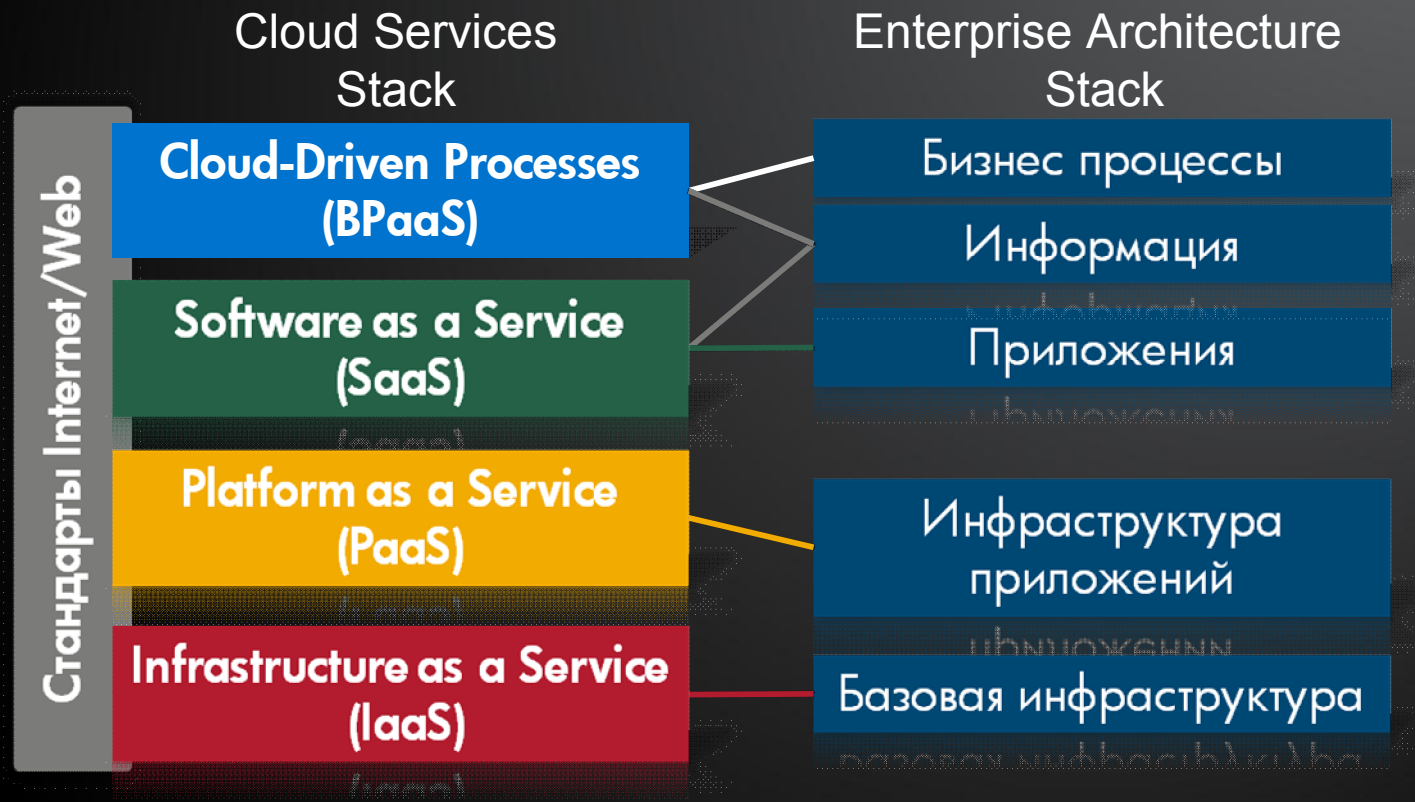 Cloud Services
Stack
Enterprise Architecture
Stack
Стандарты Internet/Web
Cloud-Driven Processes
(BPaaS)
Software as a Service
(SaaS)
Platform as a Service
(PaaS)
Infrastructure as a Service
(IaaS)
Бизнес процессы
Информация
Приложения
Инфраструктура
приложений
Базовая инфраструктура